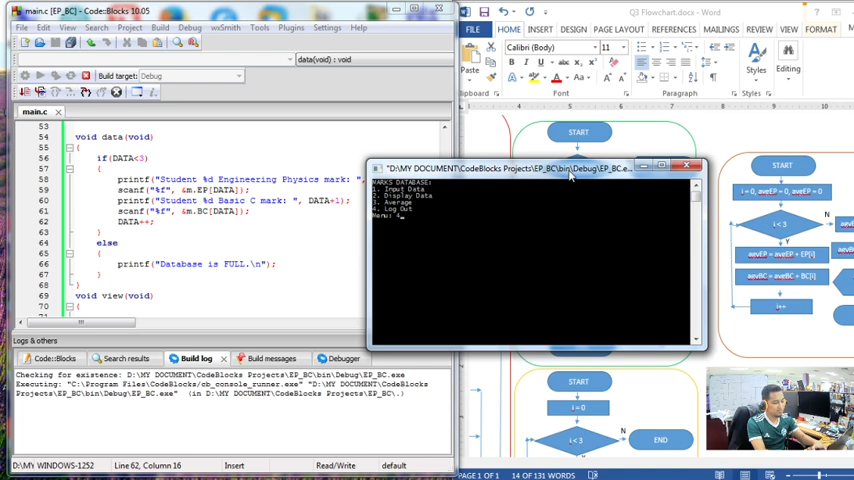 main.c [EP_BC] - Code::Blocks 10.05
File Edit View Search Project Build Debug wxSmith Tools Plugins Settings Help
data(void) : void
Build target: Debug
main.c
53
54 void data(void)
55 {
56 if(DATA<3)
57 {
58 printf("Student %d Engineering Physics mark: ",
59 scanf("%f", &m.EP[DATA]);
60 printf("Student %d Basic C mark: ", DATA+1);
61 scanf("%f", &m.BC[DATA]);
62 DATA++;
63 }
64 else
65 {
66 printf("Database is FULL.\n");
67 }
68 }
69 void view(void)
70 {
Logs & others
Code::Blocks Search results Build log Build messages Debugger
Checking for existence: D:\MY DOCUMENT\CodeBlocks Projects\EP_BC\bin\Debug\EP_BC.exe
Executing: "C:\Program Files\CodeBlocks/cb_console_runner.exe" "D:\MY DOCUMENT\CodeBlocks
Projects\EP_BC\bin\Debug\EP_BC.exe" (in D:\MY DOCUMENT\CodeBlocks Projects\EP_BC\.)
D:\MY WINDOWS-1252 Line 62, Column 16 Insert Read/Write default
"D:\MY DOCUMENT\CodeBlocks Projects\EP_BC\bin\Debug\EP_BC.e...
MARKS DATABASE:
1. Input Data
2. Display Data
3. Average
4. Log Out
Menu: 4_
Q3 Flowchart.docx - Word
FILE HOME INSERT DESIGN PAGE LAYOUT REFERENCES MAILINGS REVIEW VIEW FORMAT
Paste
Calibri (Body) 11
Styles
Editing
START
START
i = 0, aveEP = 0, aveEP = 0
i < 3
N
Y
aevEP = aveEP + EP[i]
aevBC = aveBC + BC[i]
i++
START
i = 0
i < 3
N
END
PAGE 1 OF 1 14 OF 131 WORDS